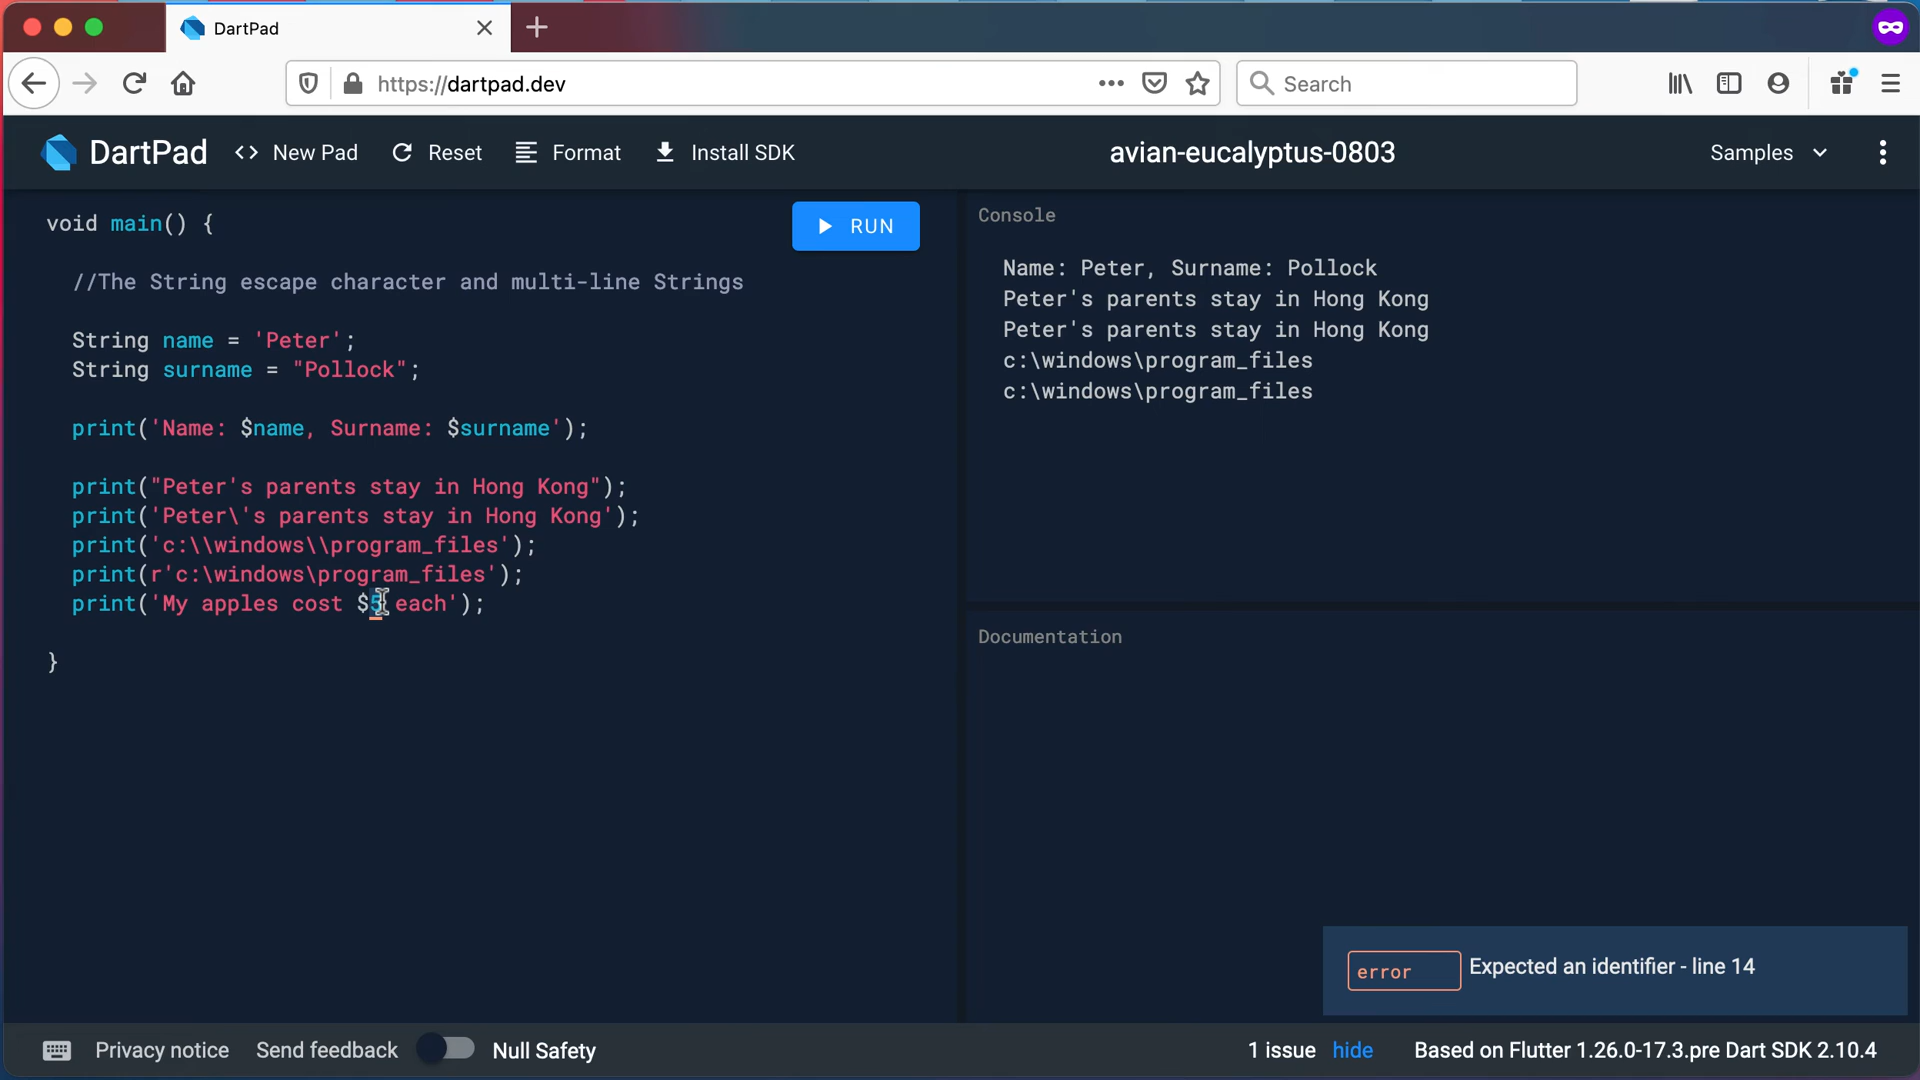 DartPad
https://dartpad.dev
Search
DartPad
<> New Pad
Reset
Format
Install SDK
avian-eucalyptus-0803
Samples
void main() {
//The String escape character and multi-line Strings
String name = 'Peter';
String surname = "Pollock";
print('Name: $name, Surname: $surname');
print("Peter's parents stay in Hong Kong");
print('Peter\'s parents stay in Hong Kong');
print('c:\\windows\\program_files');
print(r'c:\windows\program_files');
print('My apples cost $5 each');
}
RUN
Console
Name: Peter, Surname: Pollock
Peter's parents stay in Hong Kong
Peter's parents stay in Hong Kong
c:\windows\program_files
c:\windows\program_files
Documentation
error Expected an identifier - line 14
Privacy notice
Send feedback
Null Safety
1 issue hide
Based on Flutter 1.26.0-17.3.pre Dart SDK 2.10.4